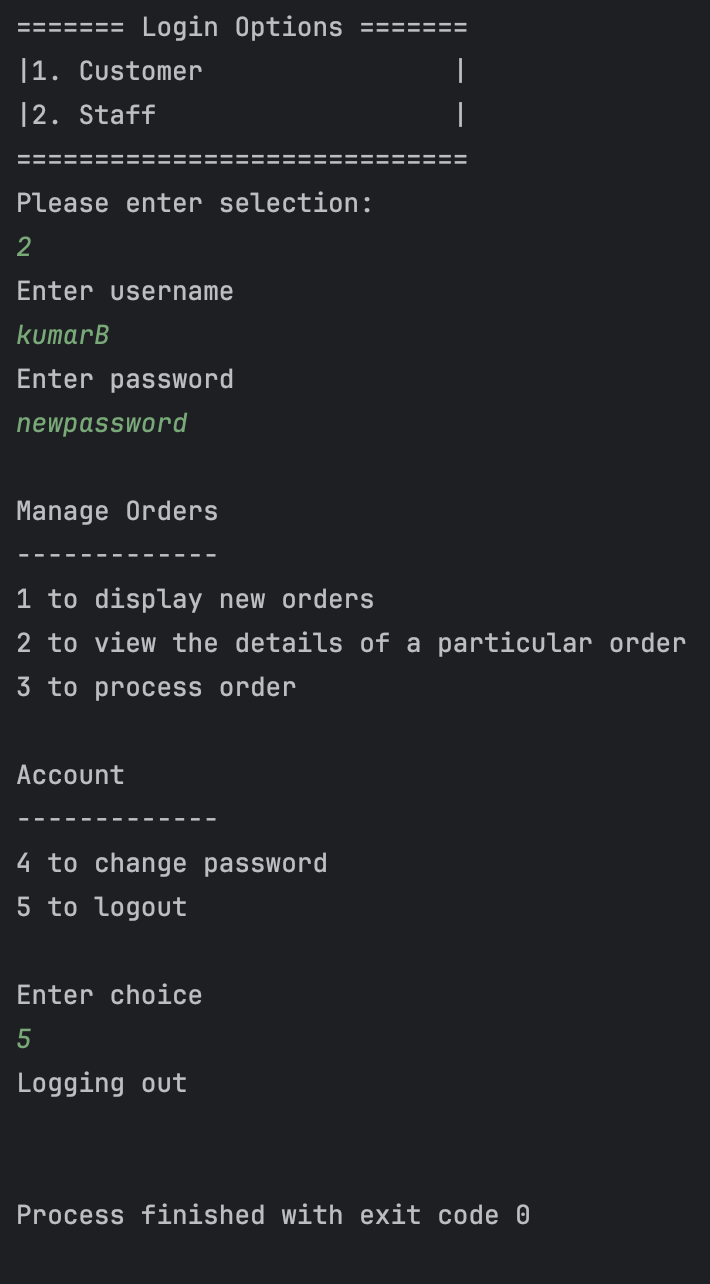 ======= Login Options =======
|1. Customer                |
|2. Staff                   |
=============================
Please enter selection:
2
Enter username
kumarB
Enter password
newpassword

Manage Orders
-------------
1 to display new orders
2 to view the details of a particular order
3 to process order

Account
-------------
4 to change password
5 to logout

Enter choice
5
Logging out


Process finished with exit code 0